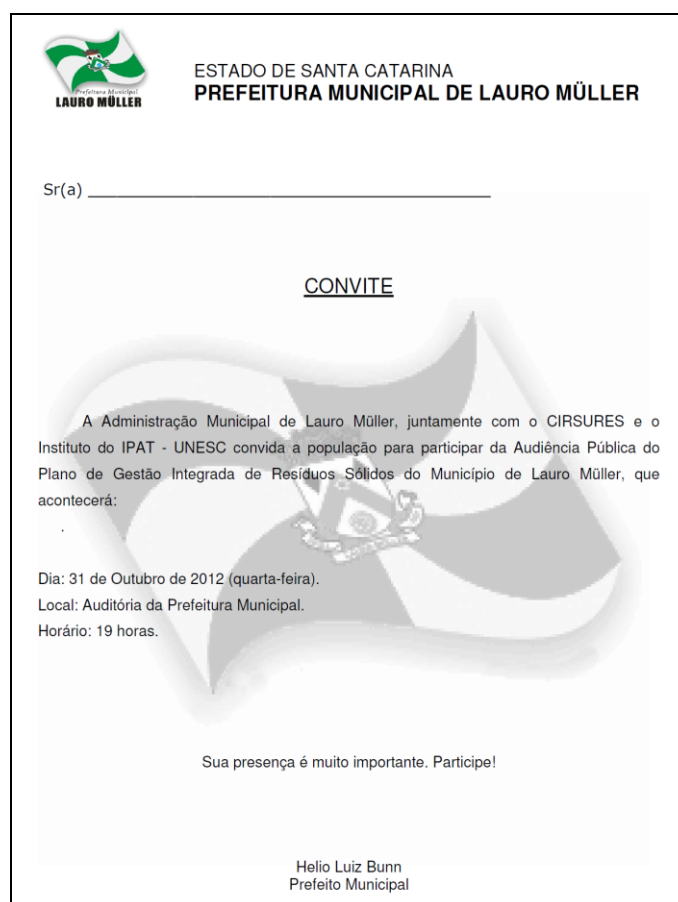 Prefeitura Municipal
LAURO MÜLLER
ESTADO DE SANTA CATARINA
PREFEITURA MUNICIPAL DE LAURO MÜLLER
Sr(a) ___________________________________________
CONVITE
A Administração Municipal de Lauro Müller, juntamente com o CIRSURES e o
Instituto do IPAT - UNESC convida a população para participar da Audiência Pública do
Plano de Gestão Integrada de Resíduos Sólidos do Município de Lauro Müller, que
acontecerá:
.
Dia: 31 de Outubro de 2012 (quarta-feira).
Local: Auditória da Prefeitura Municipal.
Horário: 19 horas.
Sua presença é muito importante. Participe!
Helio Luiz Bunn
Prefeito Municipal